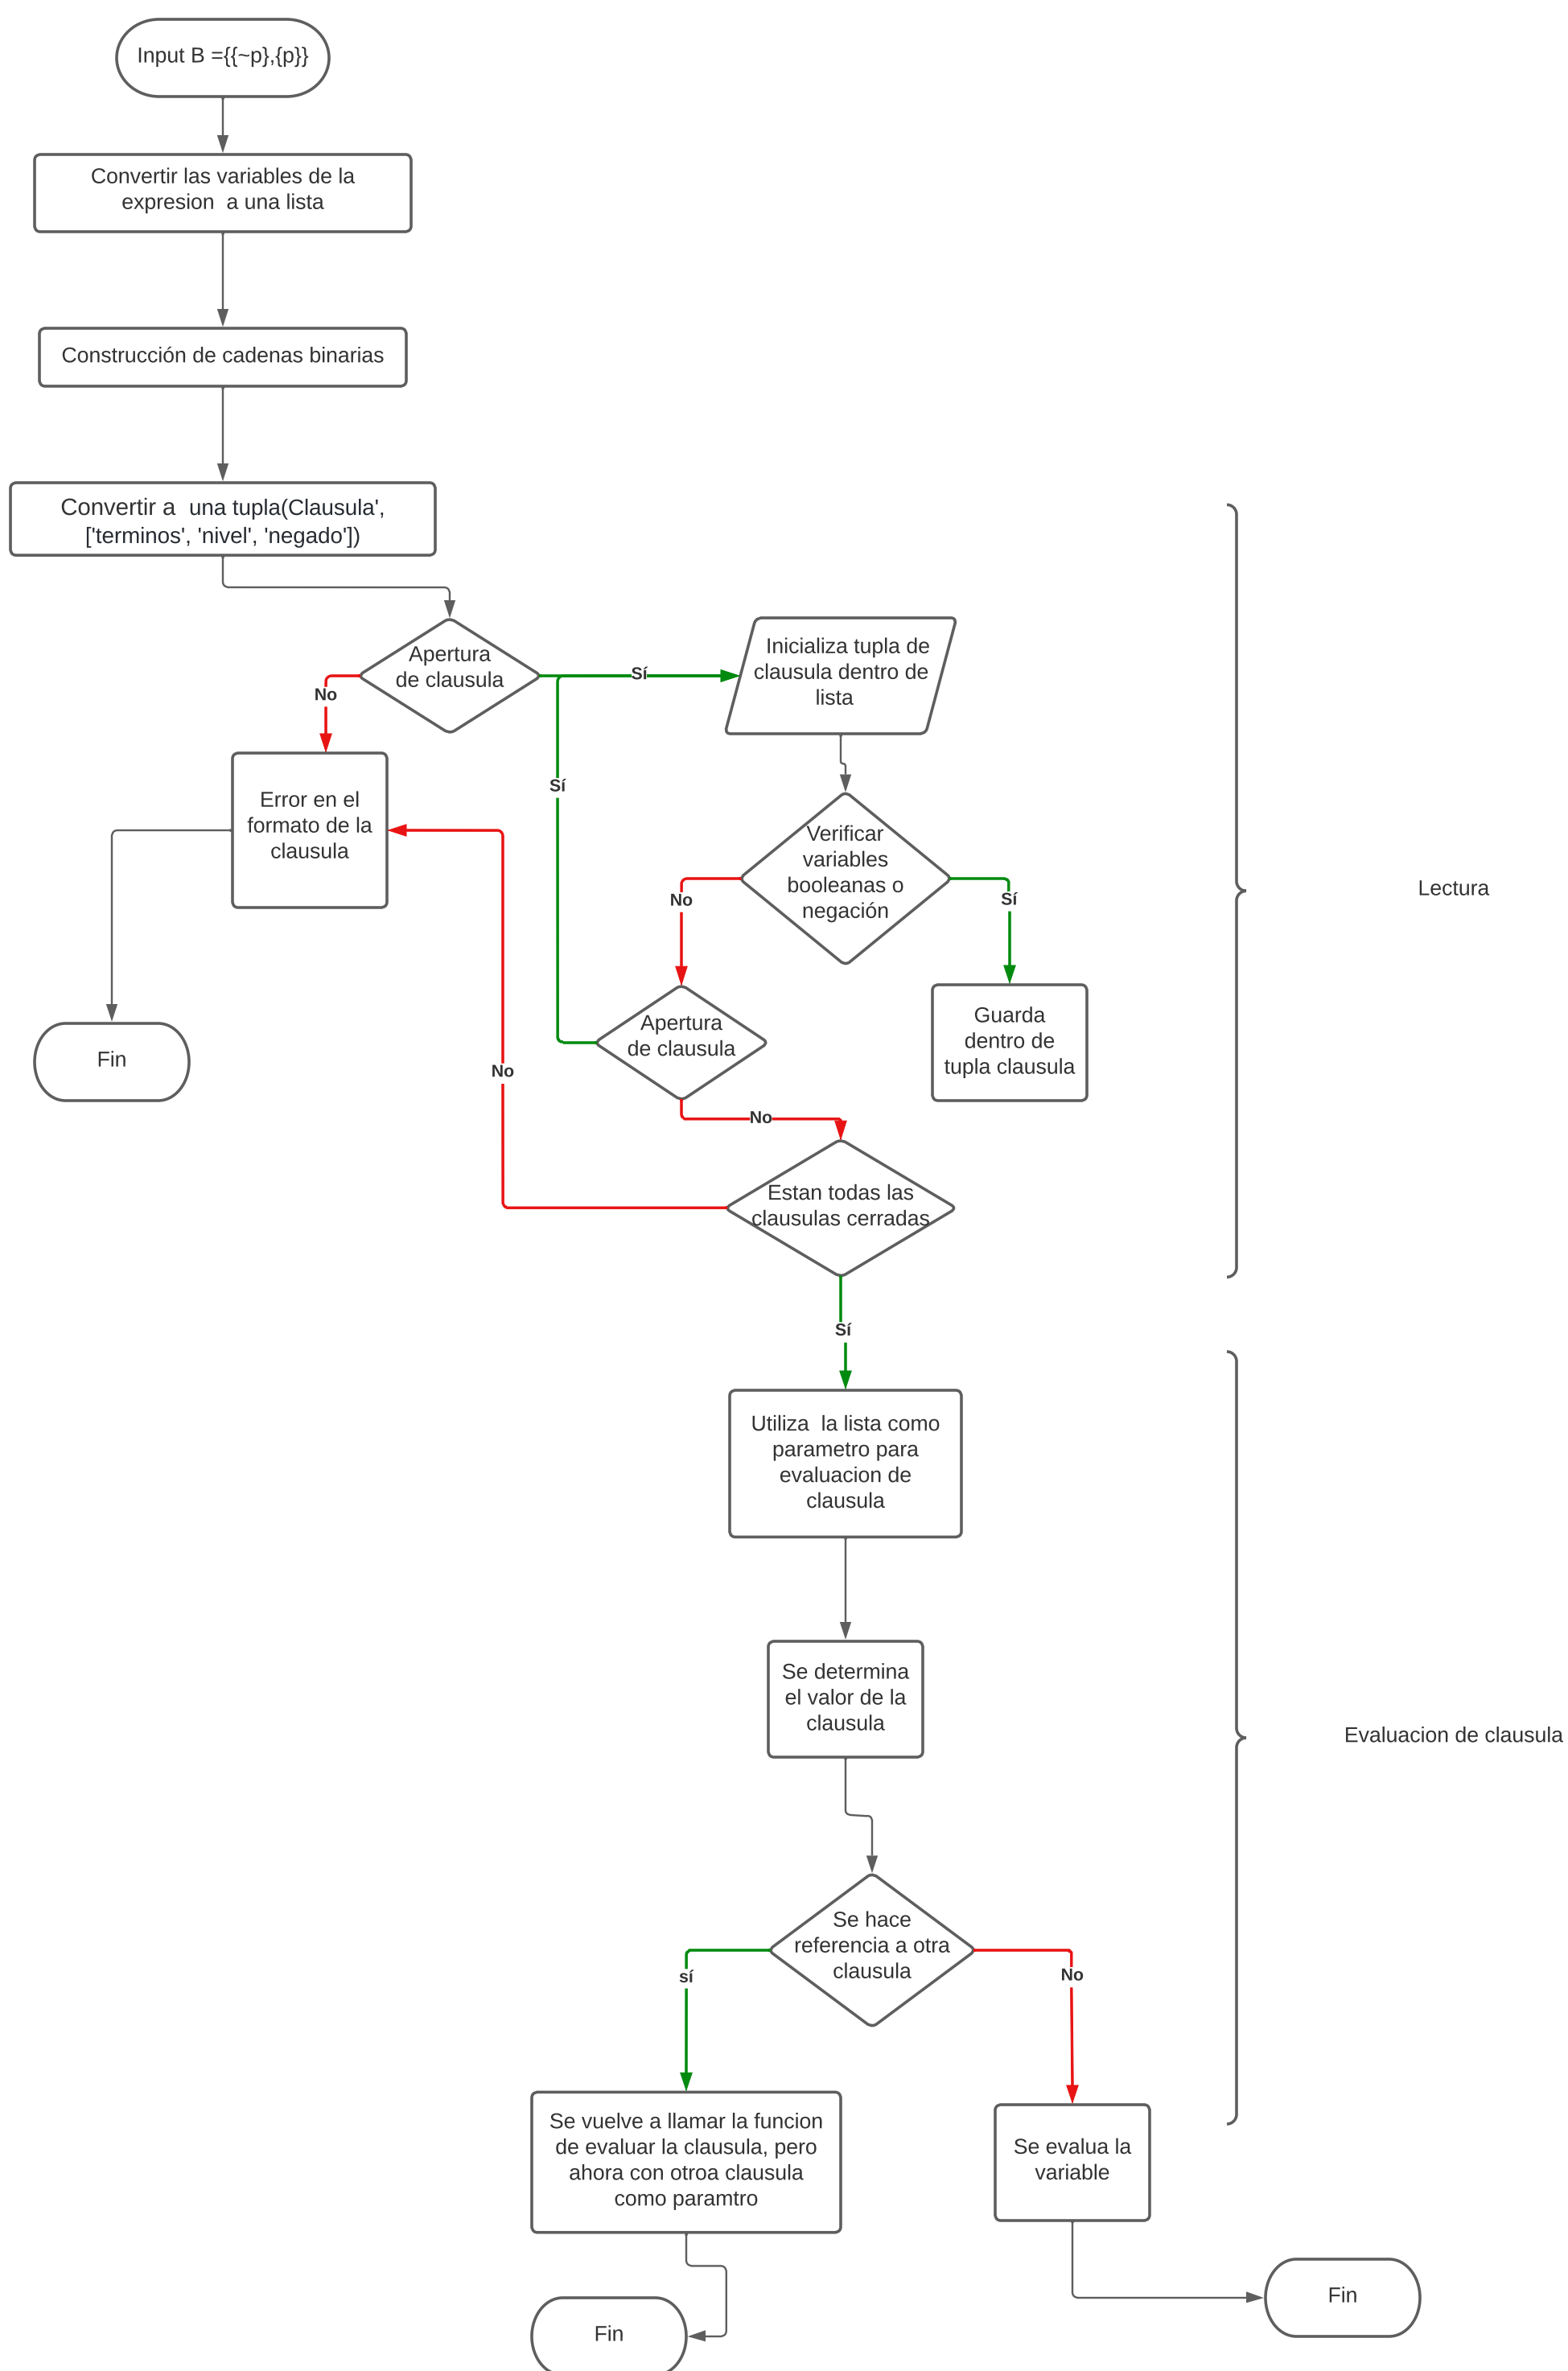 Input B ={{~p},{p}}
Convertir las variables de la
expresion  a una lista
Construcción de cadenas binarias
Convertir a  una tupla(Clausula',
['terminos', 'nivel', 'negado'])
Apertura
de clausula
Sí
Inicializa tupla de
clausula dentro de
lista
No
Sí
Error en el
formato de la
clausula
Verificar
variables
booleanas o
negación
Lectura
No
Sí
Apertura
de clausula
Guarda
dentro de
tupla clausula
Fin
No
No
Estan todas las
clausulas cerradas
Sí
Utiliza  la lista como
parametro para
evaluacion de
clausula
Se determina
el valor de la
clausula
Evaluacion de clausula
Se hace
referencia a otra
clausula
sí
No
Se vuelve a llamar la funcion
de evaluar la clausula, pero
ahora con otroa clausula
como paramtro
Se evalua la
variable
Fin
Fin